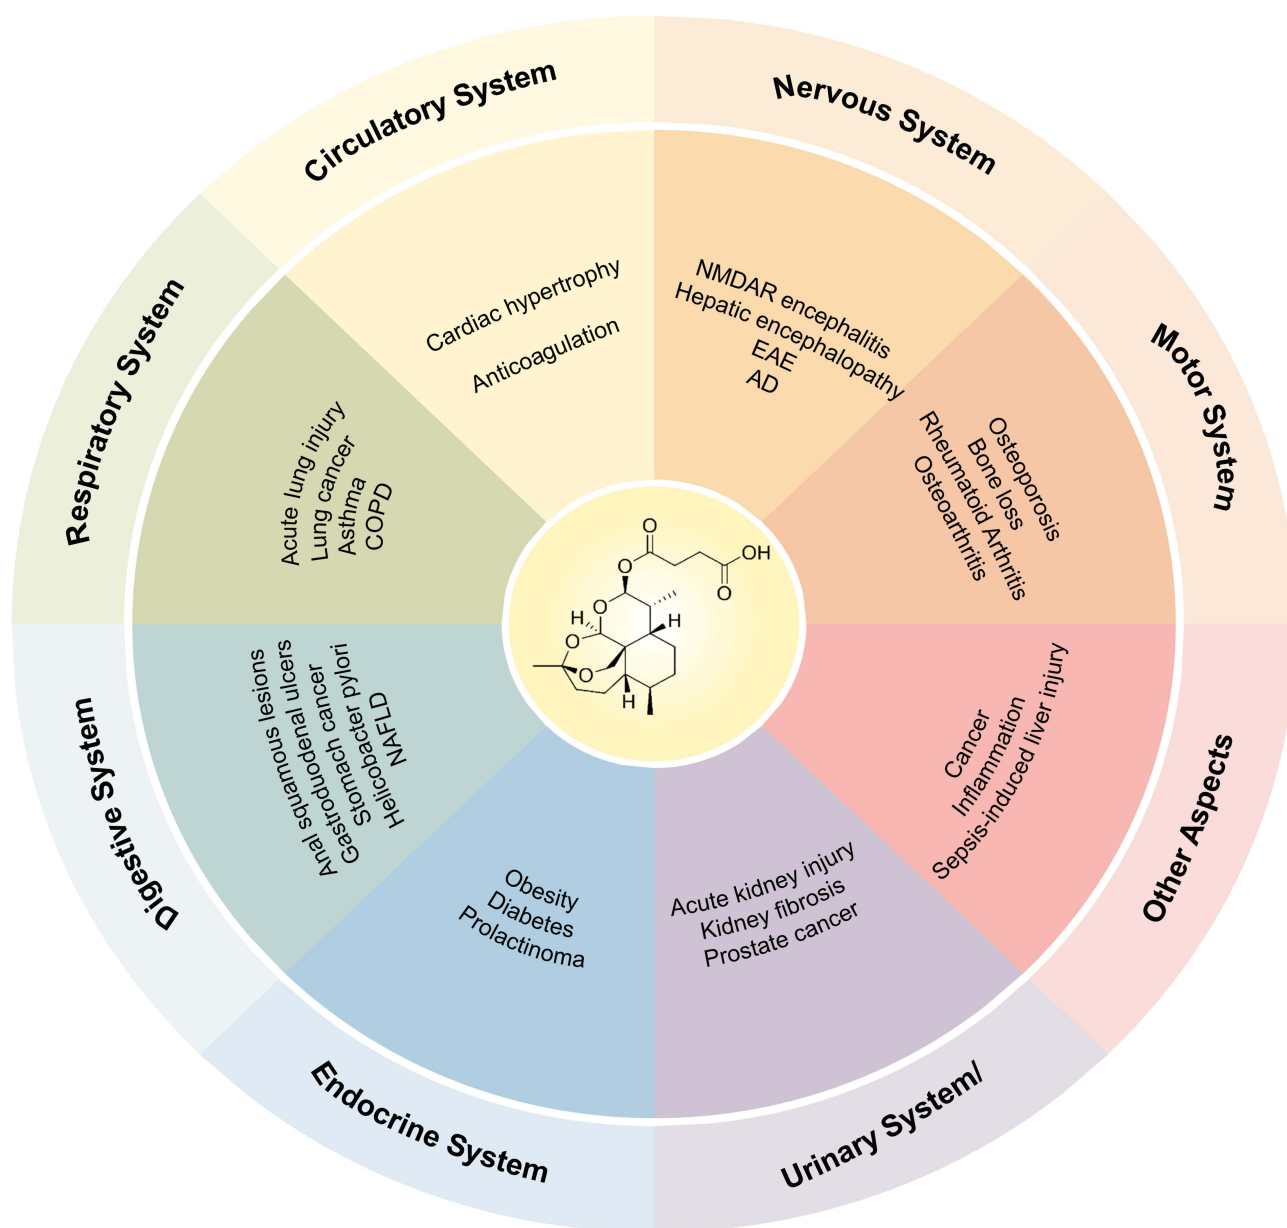 Circulatory System
Cardiac hypertrophy
Anticoagulation
Nervous System
NMDAR encephalitis
Hepatic encephalopathy
EAE
AD
Motor System
Osteoporosis
Bone loss
Rheumatoid Arthritis
Osteoarthritis
Other Aspects
Cancer
Inflammation
Sepsis-induced liver injury
Urinary System/
Acute kidney injury
Kidney fibrosis
Prostate cancer
Endocrine System
Obesity
Diabetes
Prolactinoma
Digestive System
Anal squamous lesions
Gastroduodenal ulcers
Stomach cancer
Helicobacter pylori
NAFLD
Respiratory System
Acute lung injury
Lung cancer
Asthma
COPD
O
O
OH
O
O
H
H
O
O
H